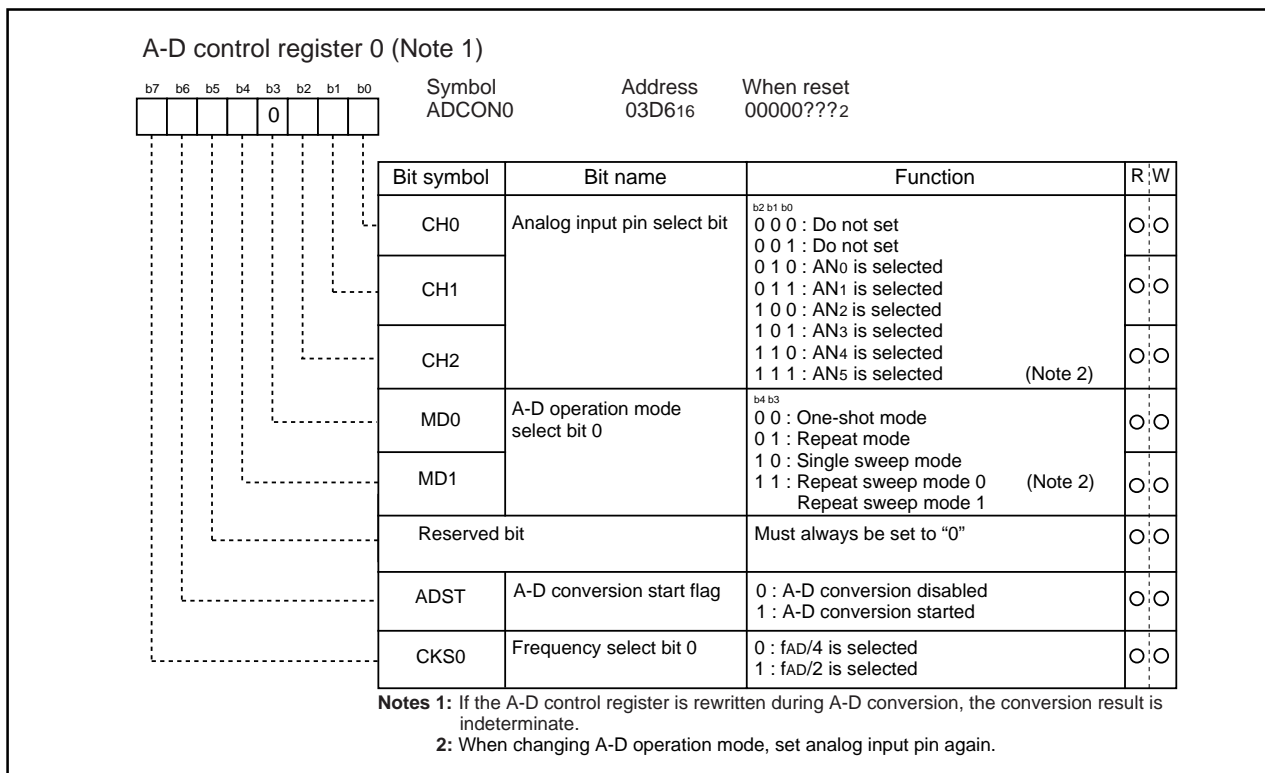 A-D control register 0 (Note 1)
b7 b6 b5 b4 b3 b2 b1 b0
0
Symbol Address When reset
ADCON0 03D616 00000???2
Bit symbol Bit name Function R W
CH0 Analog input pin select bit
b2 b1 b0
0 0 0 : Do not set
0 0 1 : Do not set
0 1 0 : AN0 is selected
0 1 1 : AN1 is selected
1 0 0 : AN2 is selected
1 0 1 : AN3 is selected
1 1 0 : AN4 is selected
1 1 1 : AN5 is selected (Note 2)
CH1
CH2
MD0 A-D operation mode
select bit 0
b4 b3
0 0 : One-shot mode
0 1 : Repeat mode
1 0 : Single sweep mode
1 1 : Repeat sweep mode 0 (Note 2)
Repeat sweep mode 1
MD1
Reserved bit Must always be set to “0”
ADST A-D conversion start flag 0 : A-D conversion disabled
1 : A-D conversion started
CKS0 Frequency select bit 0 0 : fAD/4 is selected
1 : fAD/2 is selected
Notes 1: If the A-D control register is rewritten during A-D conversion, the conversion result is
indeterminate.
2: When changing A-D operation mode, set analog input pin again.